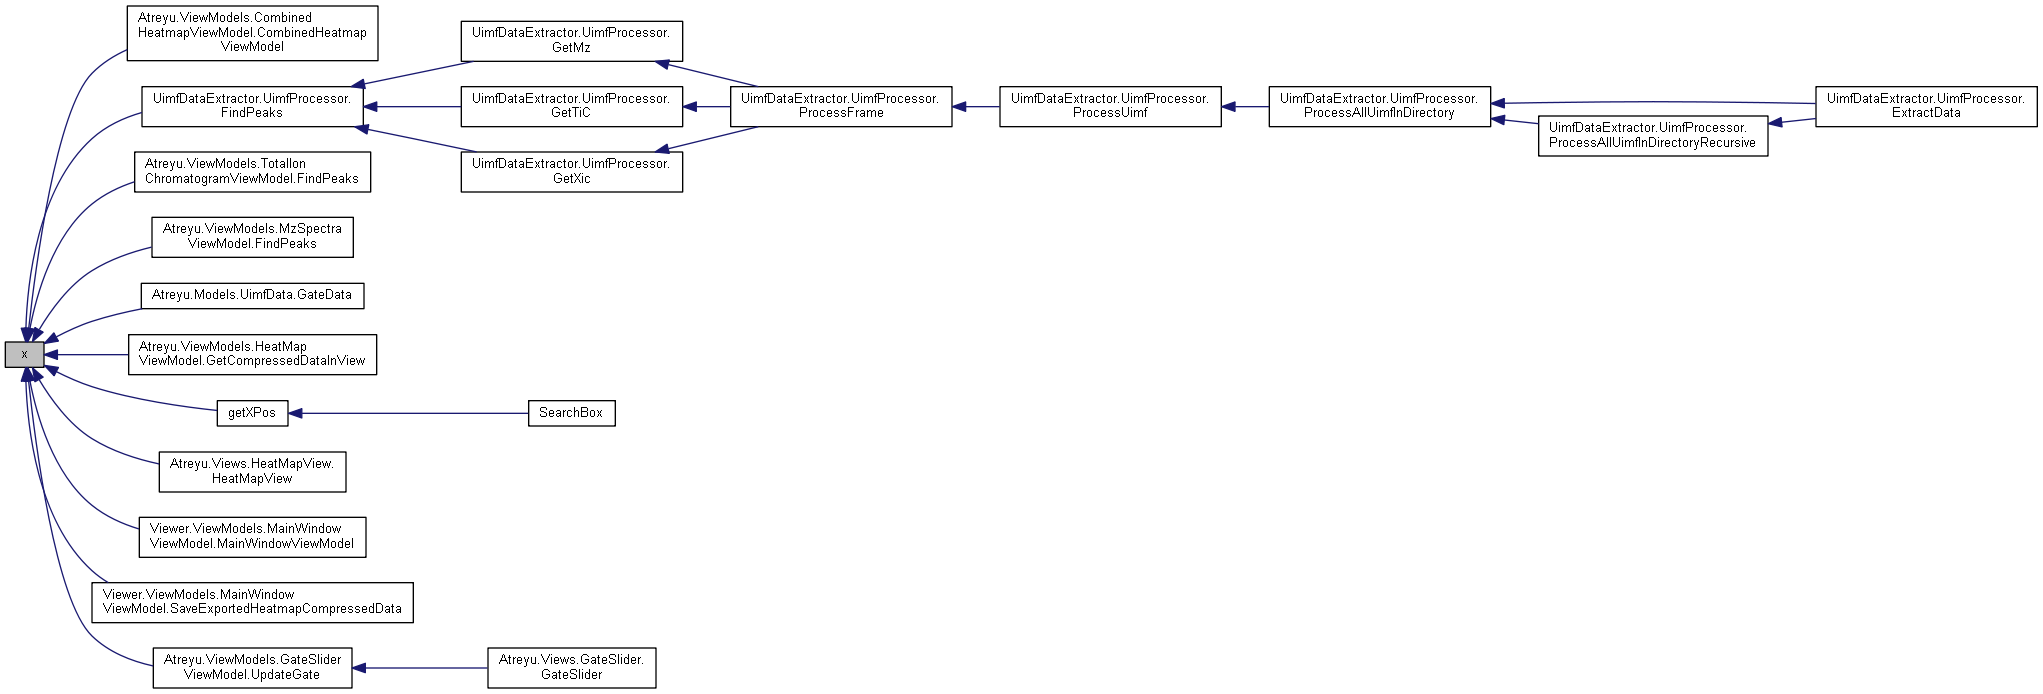 Atreyu.ViewModels.Combined
HeatmapViewModel.CombinedHeatmap
ViewModel
UimfDataExtractor.UimfProcessor.
FindPeaks
UimfDataExtractor.UimfProcessor.
GetMz
UimfDataExtractor.UimfProcessor.
GetTiC
UimfDataExtractor.UimfProcessor.
GetXic
UimfDataExtractor.UimfProcessor.
ProcessFrame
UimfDataExtractor.UimfProcessor.
ProcessUimf
UimfDataExtractor.UimfProcessor.
ProcessAllUimfInDirectory
UimfDataExtractor.UimfProcessor.
ProcessAllUimfInDirectoryRecursive
UimfDataExtractor.UimfProcessor.
ExtractData
Atreyu.ViewModels.TotalIon
ChromatogramViewModel.FindPeaks
Atreyu.ViewModels.MzSpectra
ViewModel.FindPeaks
Atreyu.Models.UimfData.GateData
x
Atreyu.ViewModels.HeatMap
ViewModel.GetCompressedDataInView
getXPos
SearchBox
Atreyu.Views.HeatMapView.
HeatMapView
Viewer.ViewModels.MainWindow
ViewModel.MainWindowViewModel
Viewer.ViewModels.MainWindow
ViewModel.SaveExportedHeatmapCompressedData
Atreyu.ViewModels.GateSlider
ViewModel.UpdateGate
Atreyu.Views.GateSlider.
GateSlider